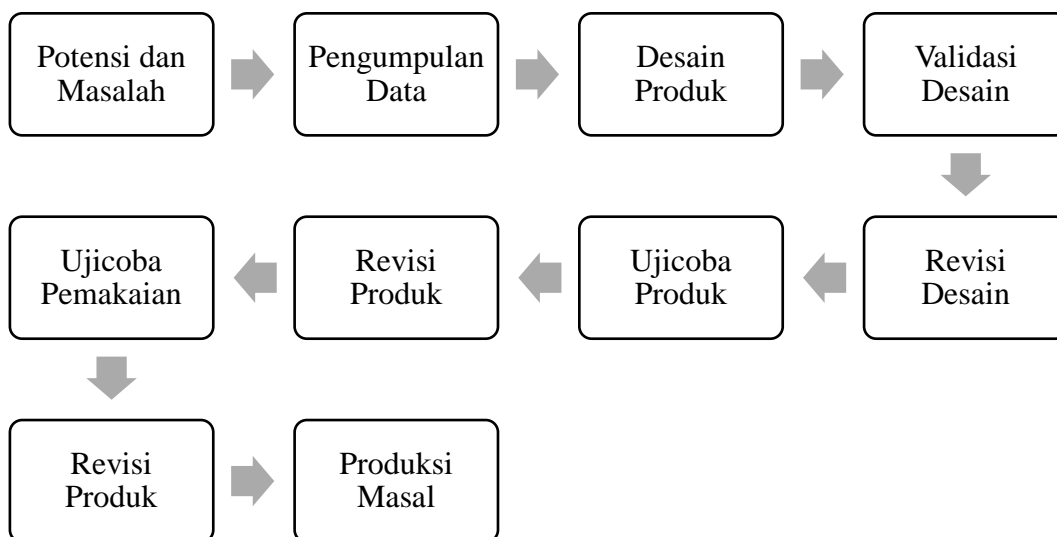 Potensi dan
Masalah
Pengumpulan
Data
Desain
Produk
Validasi
Desain
Revisi
Desain
Ujicoba
Produk
Revisi
Produk
Ujicoba
Pemakaian
Revisi
Produk
Produksi
Masal